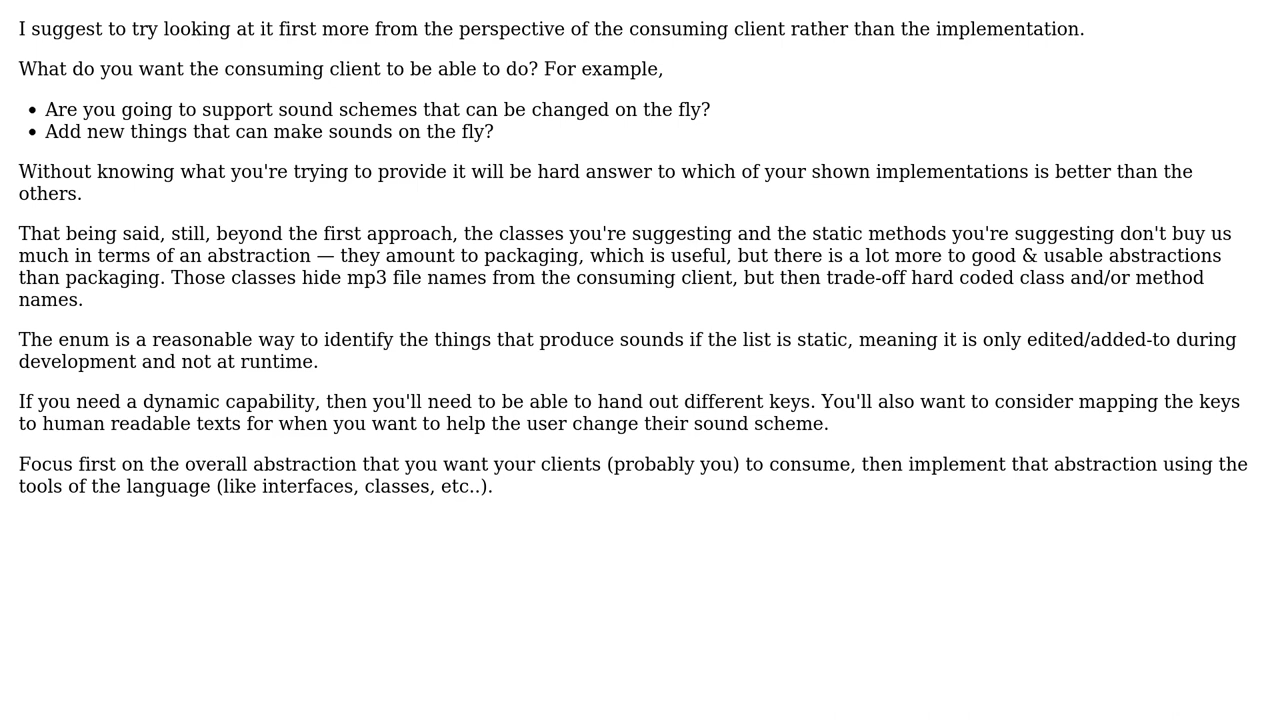 I suggest to try looking at it first more from the perspective of the consuming client rather than the implementation.
What do you want the consuming client to be able to do? For example,
• Are you going to support sound schemes that can be changed on the fly?
• Add new things that can make sounds on the fly?
Without knowing what you're trying to provide it will be hard answer to which of your shown implementations is better than the
others.
That being said, still, beyond the first approach, the classes you're suggesting and the static methods you're suggesting don't buy us
much in terms of an abstraction — they amount to packaging, which is useful, but there is a lot more to good & usable abstractions
than packaging. Those classes hide mp3 file names from the consuming client, but then trade-off hard coded class and/or method
names.
The enum is a reasonable way to identify the things that produce sounds if the list is static, meaning it is only edited/added-to during
development and not at runtime.
If you need a dynamic capability, then you'll need to be able to hand out different keys. You'll also want to consider mapping the keys
to human readable texts for when you want to help the user change their sound scheme.
Focus first on the overall abstraction that you want your clients (probably you) to consume, then implement that abstraction using the
tools of the language (like interfaces, classes, etc..).